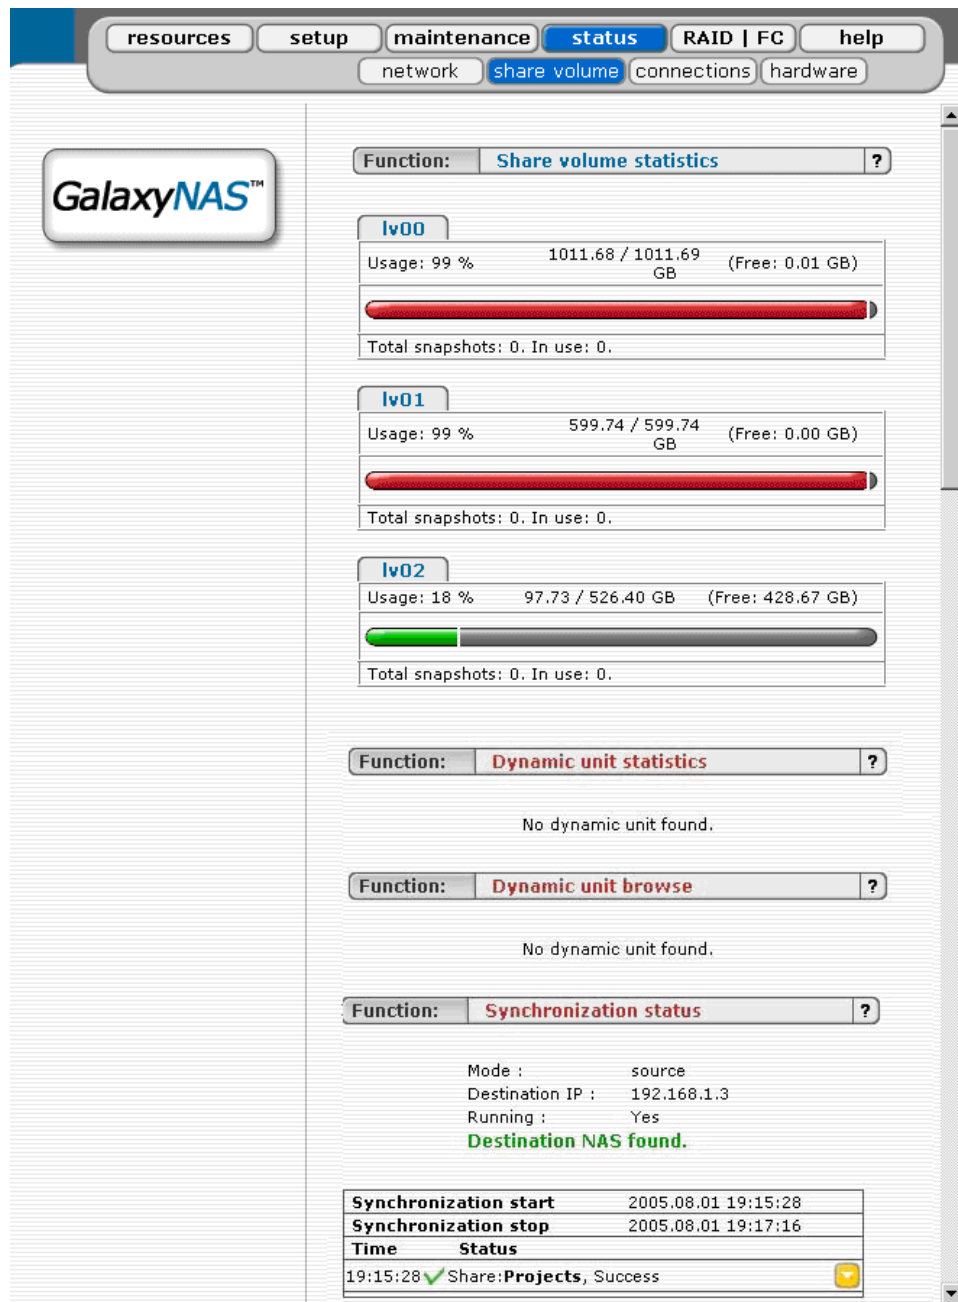 resources setup maintenance status RAID | FC help
network share volume connections hardware
GalaxyNAS™
Function: Share volume statistics ?
lv00
Usage: 99 % 1011.68 / 1011.69 GB (Free: 0.01 GB)
Total snapshots: 0. In use: 0.
lv01
Usage: 99 % 599.74 / 599.74 GB (Free: 0.00 GB)
Total snapshots: 0. In use: 0.
lv02
Usage: 18 % 97.73 / 526.40 GB (Free: 428.67 GB)
Total snapshots: 0. In use: 0.
Function: Dynamic unit statistics ?
No dynamic unit found.
Function: Dynamic unit browse ?
No dynamic unit found.
Function: Synchronization status ?
Mode : source
Destination IP : 192.168.1.3
Running : Yes
Destination NAS found.
Synchronization start 2005.08.01 19:15:28
Synchronization stop 2005.08.01 19:17:16
Time Status
19:15:28 Share:Projects, Success